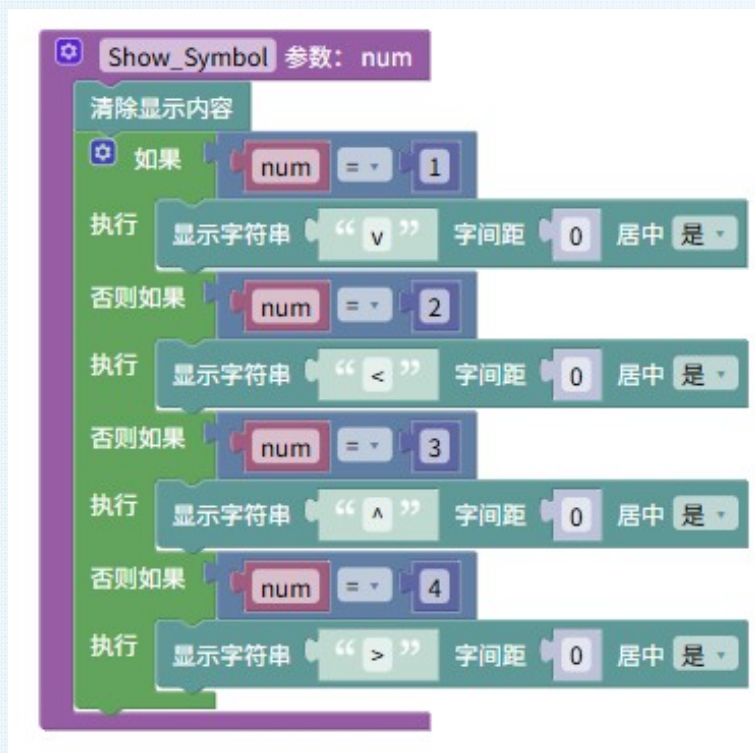 Show_Symbol 参数： num
清除显示内容
如果 num = 1
执行 显示字符串 “ v ” 字间距 0 居中 是
否则如果 num = 2
执行 显示字符串 “ < ” 字间距 0 居中 是
否则如果 num = 3
执行 显示字符串 “ ^ ” 字间距 0 居中 是
否则如果 num = 4
执行 显示字符串 “ > ” 字间距 0 居中 是